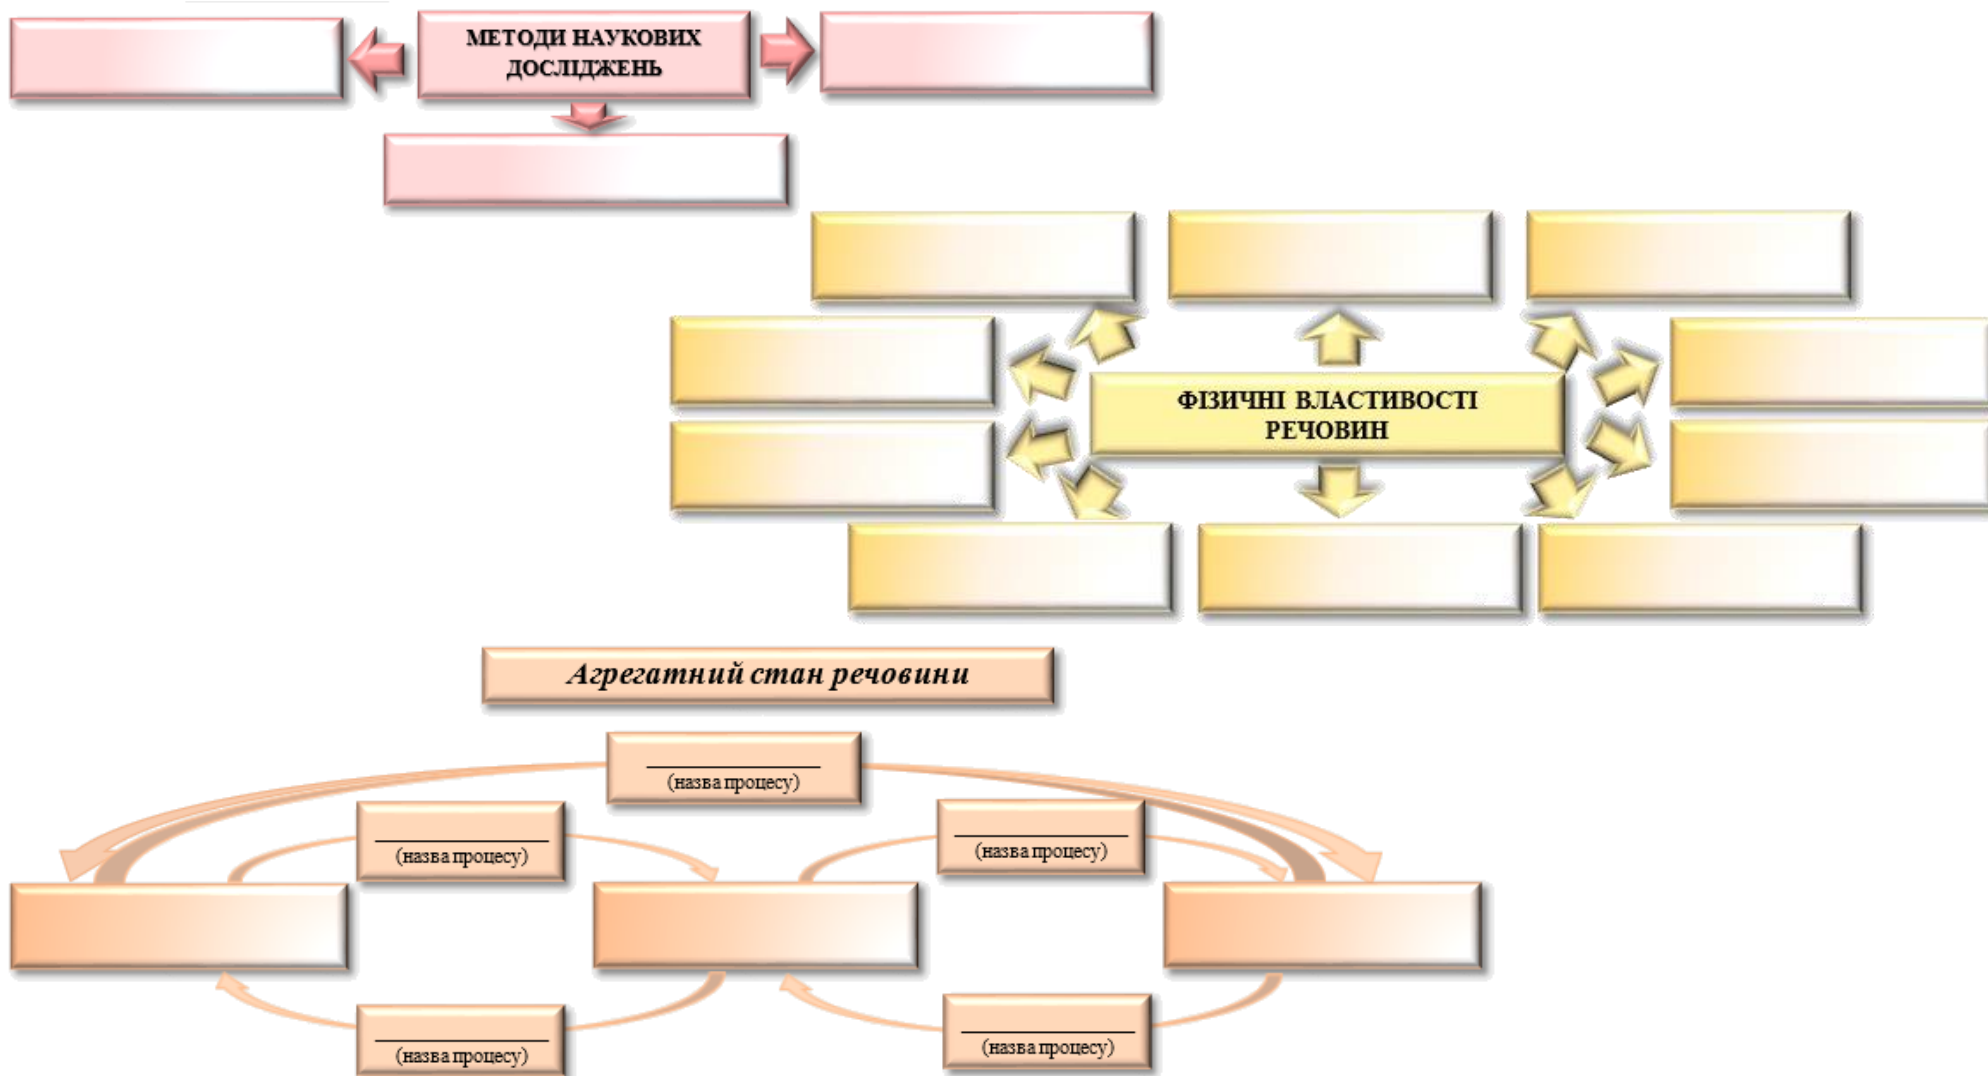 МЕТОДИ НАУКОВИХ
ДОСЛІДЖЕНЬ
ФІЗИЧНІ ВЛАСТИВОСТІ
РЕЧОВИН
Агрегатний стан речовини
(назва процесу)
(назва процесу)
(назва процесу)
(назва процесу)
(назва процесу)